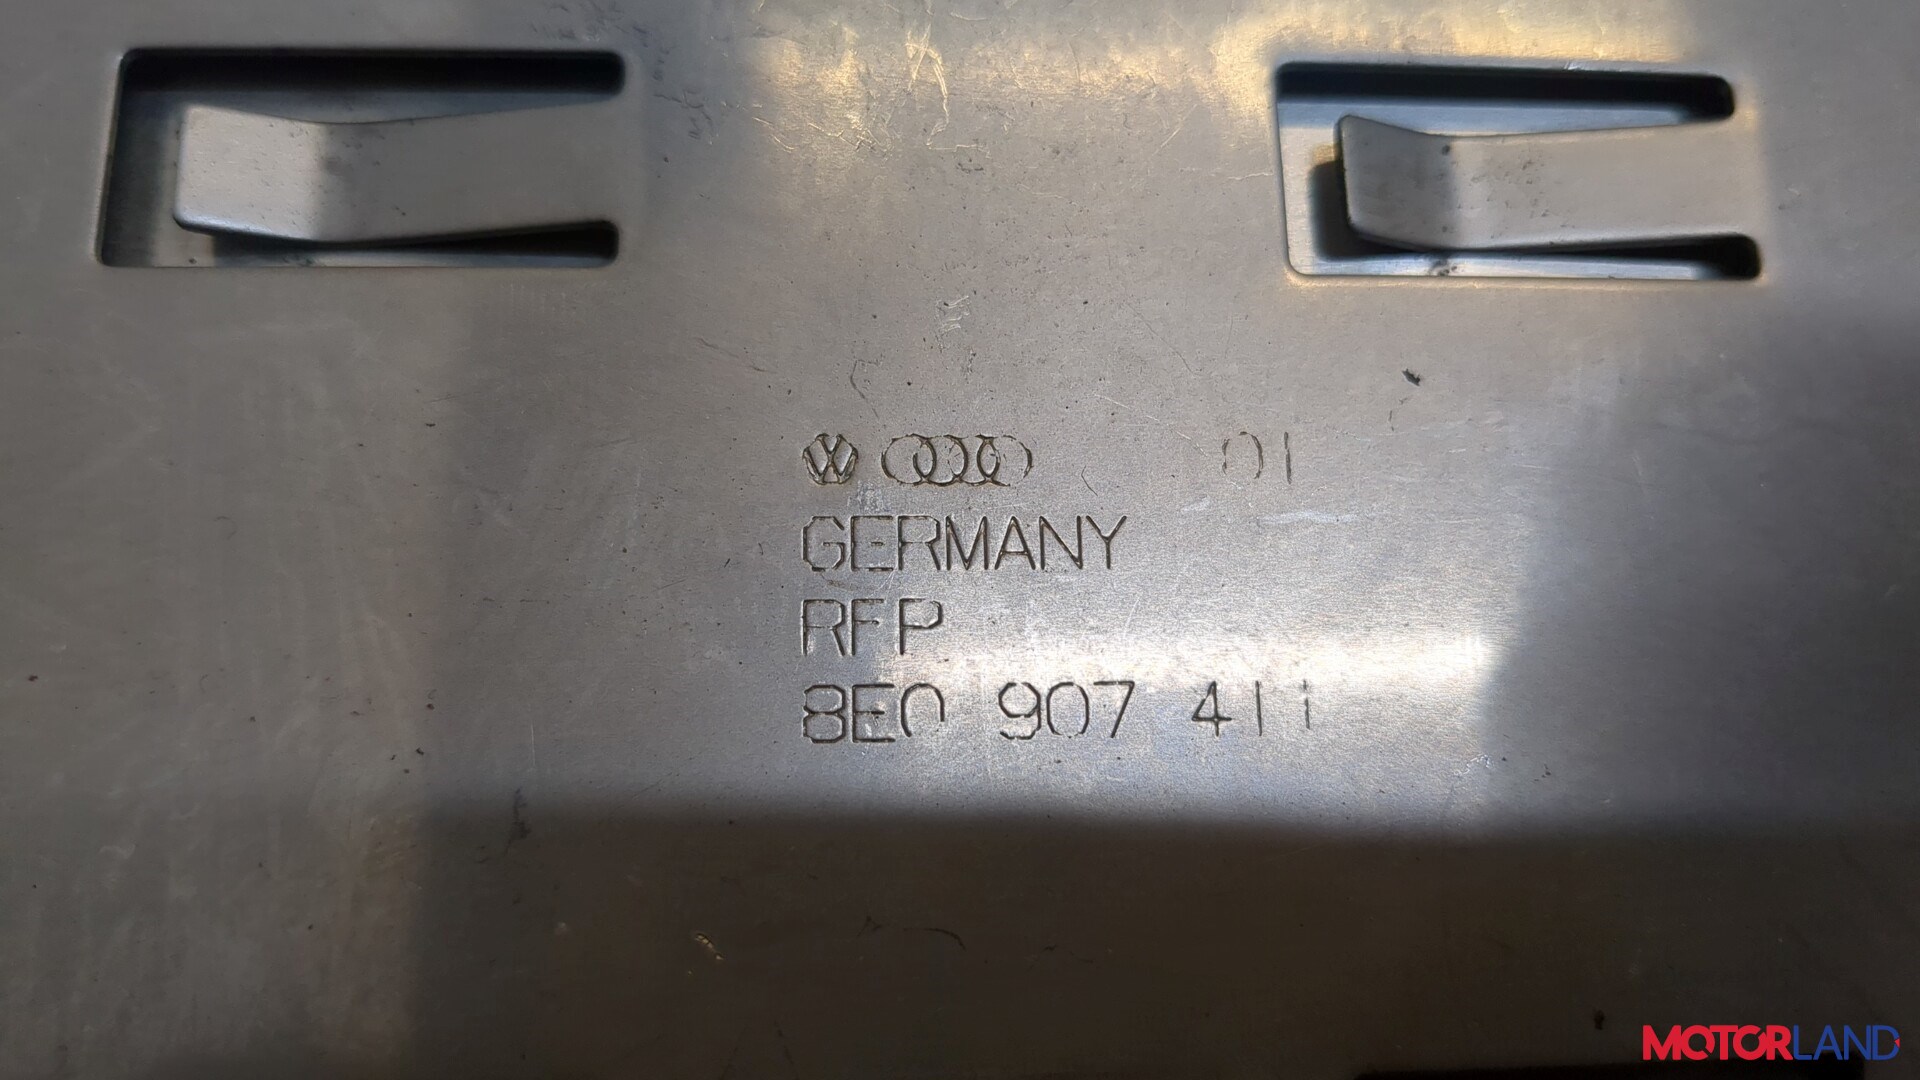 01
GERMANY
RFP
8E0 907 411
MOTORLAND